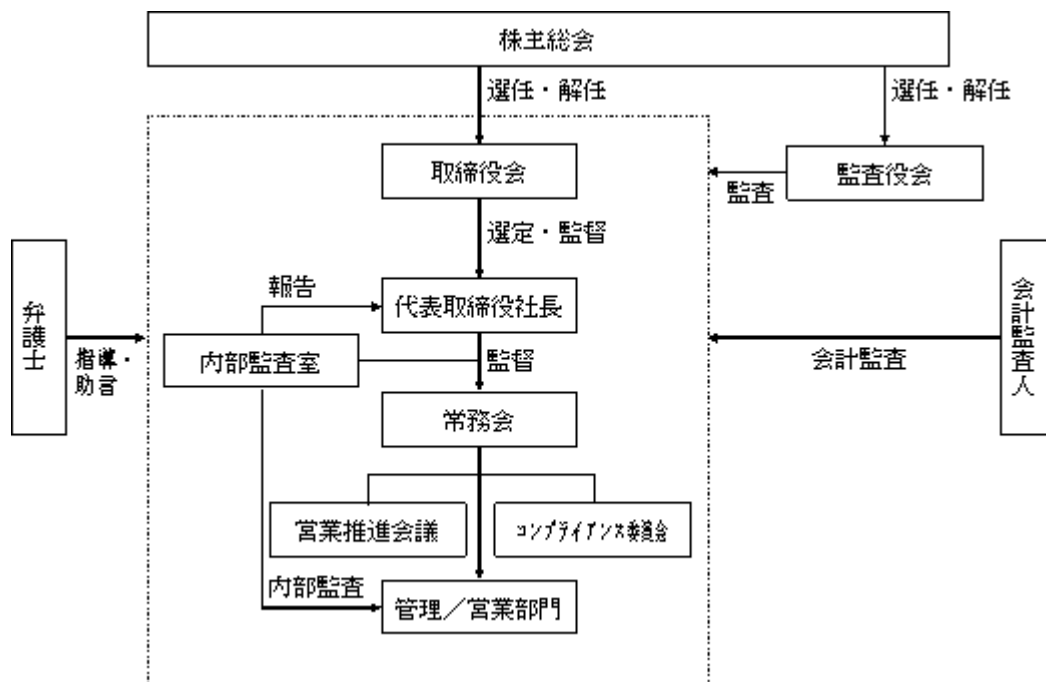 株主総会
選任・解任
選任・解任
取締役会
監査役会
監査
選定・監督
弁護士
指導・
助言
報告
代表取締役社長
会計監査人
内部監査室
監督
会計監査
常務会
営業推進会議
コンプライアンス委員会
内部監査
管理／営業部門